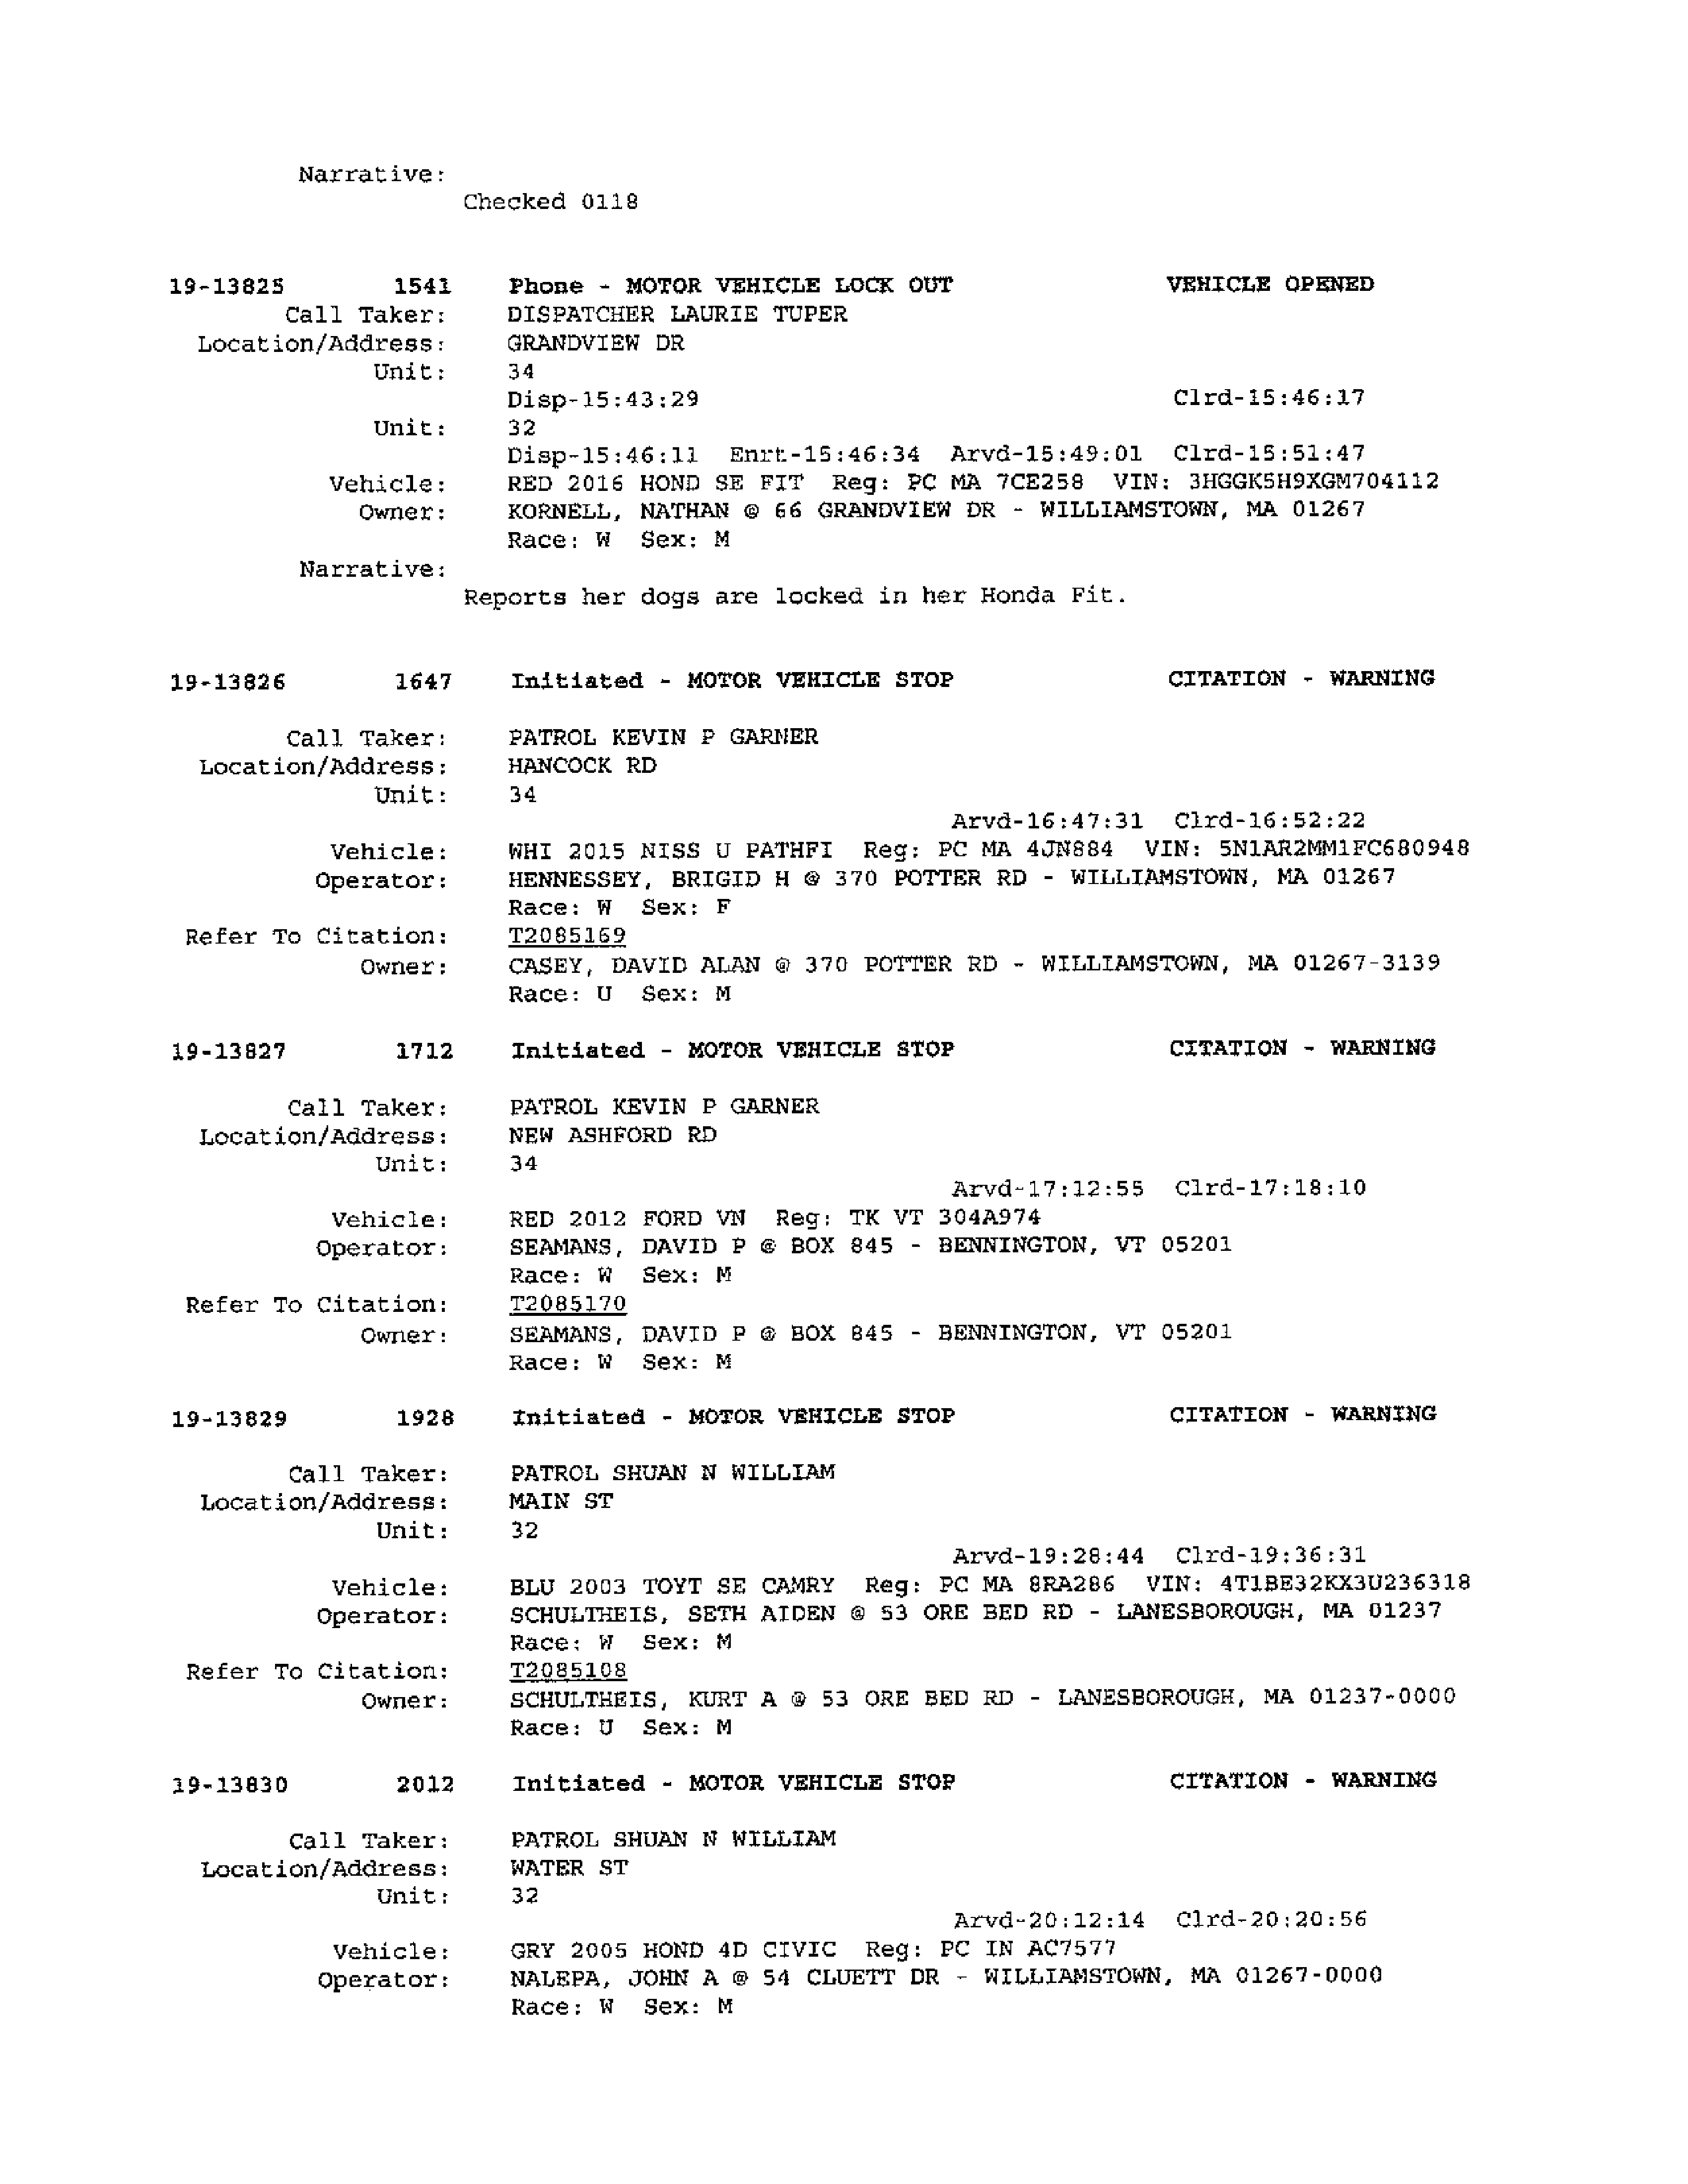 Narrative:
Checked 0118
19-13825 1541 Phone - MOTOR VEHICLE LOCK OUT VEHICLE OPENED
Call Taker: DISPATCHER LAURIE TUPER
Location/Address: GRANDVIEW DR
Unit: 34
Disp-15:43:29 Clrd-15:46:17
Unit: 32
Disp-15:46:11 Enrt-15:46:34 Arvd-15:49:01 Clrd-15:51:47
Vehicle: RED 2016 HOND SE FIT Reg: PC MA 7CE258 VIN: 3HGGK5H9XGM704112
Owner: KORNELL, NATHAN @ 66 GRANDVIEW DR - WILLIAMSTOWN, MA 01267
Race: W Sex: M
Narrative:
Reports her dogs are locked in her Honda Fit.
19-13826 1647 Initiated - MOTOR VEHICLE STOP CITATION - WARNING
Call Taker: PATROL KEVIN P GARNER
Location/Address: HANCOCK RD
Unit: 34
Arvd-16:47:31 Clrd-16:52:22
Vehicle: WHI 2015 NISS U PATHFI Reg: PC MA 4JN884 VIN: 5N1AR2MM1FC680948
Operator: HENNESSEY, BRIGID H @ 370 POTTER RD - WILLIAMSTOWN, MA 01267
Race: W Sex: F
Refer To Citation: T2085169
Owner: CASEY, DAVID ALAN @ 370 POTTER RD - WILLIAMSTOWN, MA 01267-3139
Race: U Sex: M
19-13827 1712 Initiated - MOTOR VEHICLE STOP CITATION - WARNING
Call Taker: PATROL KEVIN P GARNER
Location/Address: NEW ASHFORD RD
Unit: 34
Arvd-17:12:55 Clrd-17:18:10
Vehicle: RED 2012 FORD VN Reg: TK VT 304A974
Operator: SEAMANS, DAVID P @ BOX 845 - BENNINGTON, VT 05201
Race: W Sex: M
Refer To Citation: T2085170
Owner: SEAMANS, DAVID P @ BOX 845 - BENNINGTON, VT 05201
Race: W Sex: M
19-13829 1928 Initiated - MOTOR VEHICLE STOP CITATION - WARNING
Call Taker: PATROL SHUAN N WILLIAM
Location/Address: MAIN ST
Unit: 32
Arvd-19:28:44 Clrd-19:36:31
Vehicle: BLU 2003 TOYT SE CAMRY Reg: PC MA 8RA286 VIN: 4T1BE32KX3U236318
Operator: SCHULTHEIS, SETH AIDEN @ 53 ORE BED RD - LANESBOROUGH, MA 01237
Race: W Sex: M
Refer To Citation: T2085108
Owner: SCHULTHEIS, KURT A @ 53 ORE BED RD - LANESBOROUGH, MA 01237-0000
Race: U Sex: M
19-13830 2012 Initiated - MOTOR VEHICLE STOP CITATION - WARNING
Call Taker: PATROL SHUAN N WILLIAM
Location/Address: WATER ST
Unit: 32
Arvd-20:12:14 Clrd-20:20:56
Vehicle: GRY 2005 HOND 4D CIVIC Reg: PC IN AC7577
Operator: NALEPA, JOHN A @ 54 CLUETT DR - WILLIAMSTOWN, MA 01267-0000
Race: W Sex: M